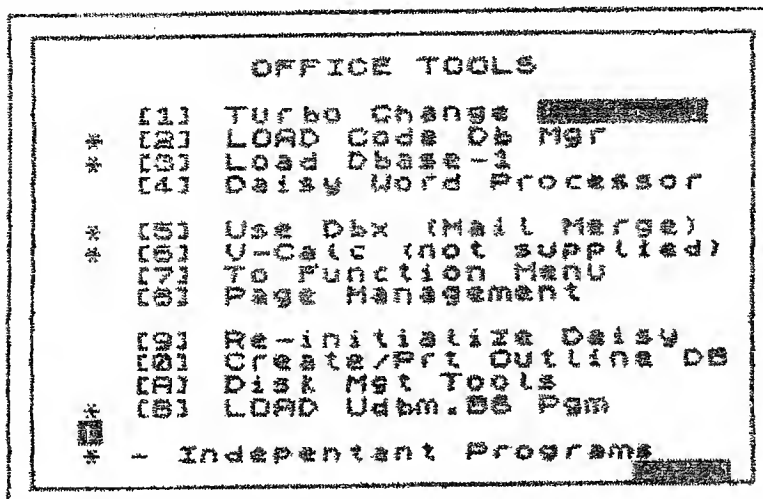 OFFICE TOOLS
[1] Turbo Change
* [2] LOAD Code Db Mgr
* [3] Load Dbase-1
[4] Daisy Word Processor
* [5] Use Dbx (Mail Merge)
* [6] V-Calc (not supplied)
[7] To Function Menu
[8] Page Management
[9] Re-initialize Daisy
[0] Create/Prt Outline DB
[A] Disk Mgt Tools
* [B] LOAD Udbm.B6 Pgm
* - Indepentant Programs